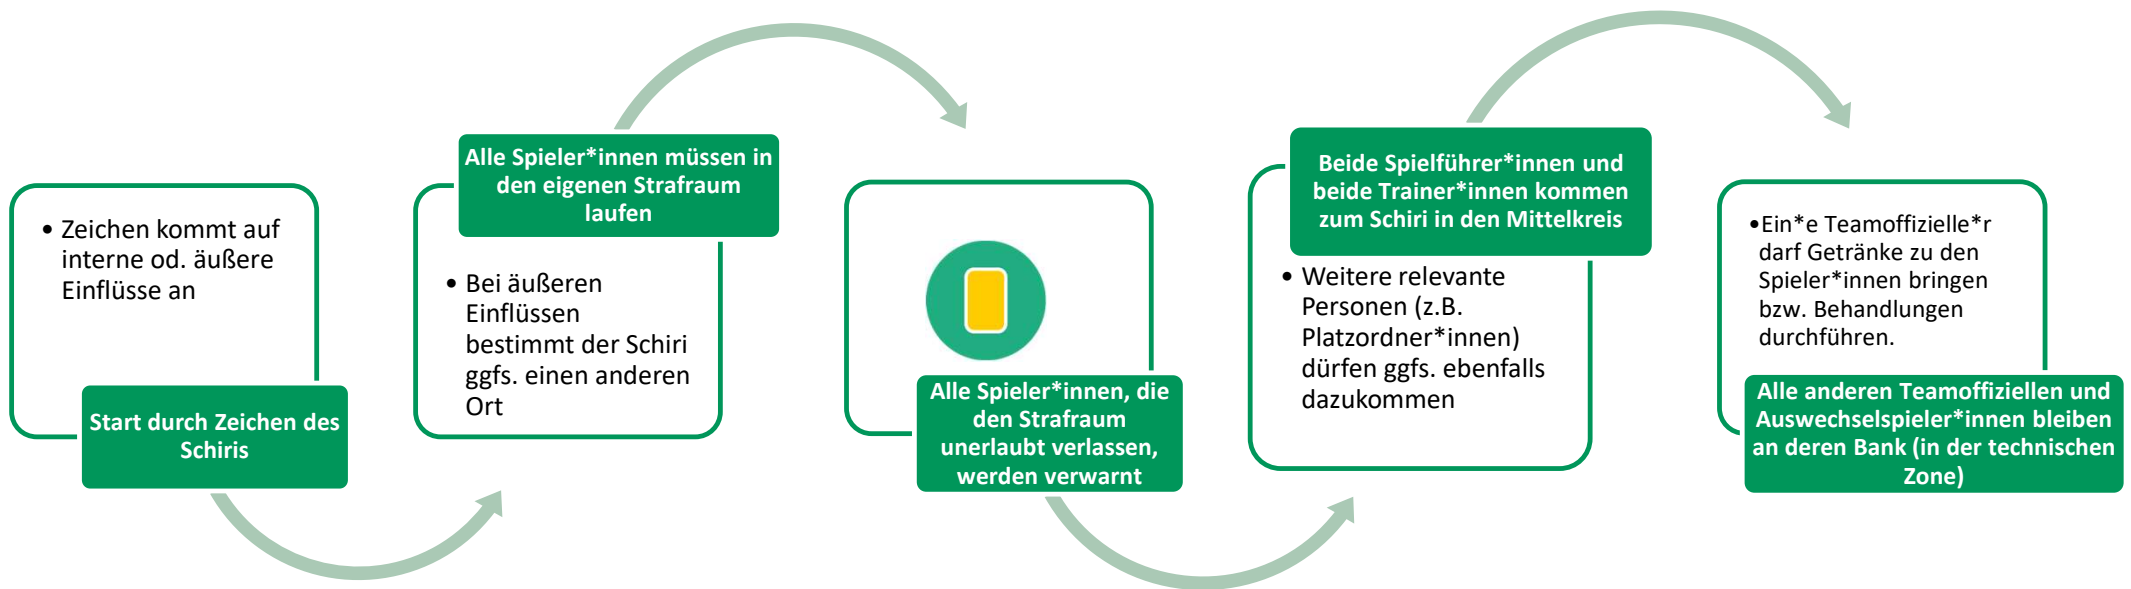 • Zeichen kommt auf
interne od. äußere
Einflüsse an
Start durch Zeichen des
Schiris
Alle Spieler*innen müssen in
den eigenen Strafraum
laufen
• Bei äußeren
Einflüssen
bestimmt der Schiri
ggfs. einen anderen
Ort
Alle Spieler*innen, die
den Strafraum
unerlaubt verlassen,
werden verwarnt
Beide Spielführer*innen und
beide Trainer*innen kommen
zum Schiri in den Mittelkreis
• Weitere relevante
Personen (z.B.
Platzordner*innen)
dürfen ggfs. ebenfalls
dazukommen
•Ein*e Teamoffizielle*r
darf Getränke zu den
Spieler*innen bringen
bzw. Behandlungen
durchführen.
Alle anderen Teamoffiziellen und
Auswechselspieler*innen bleiben
an deren Bank (in der technischen
Zone)